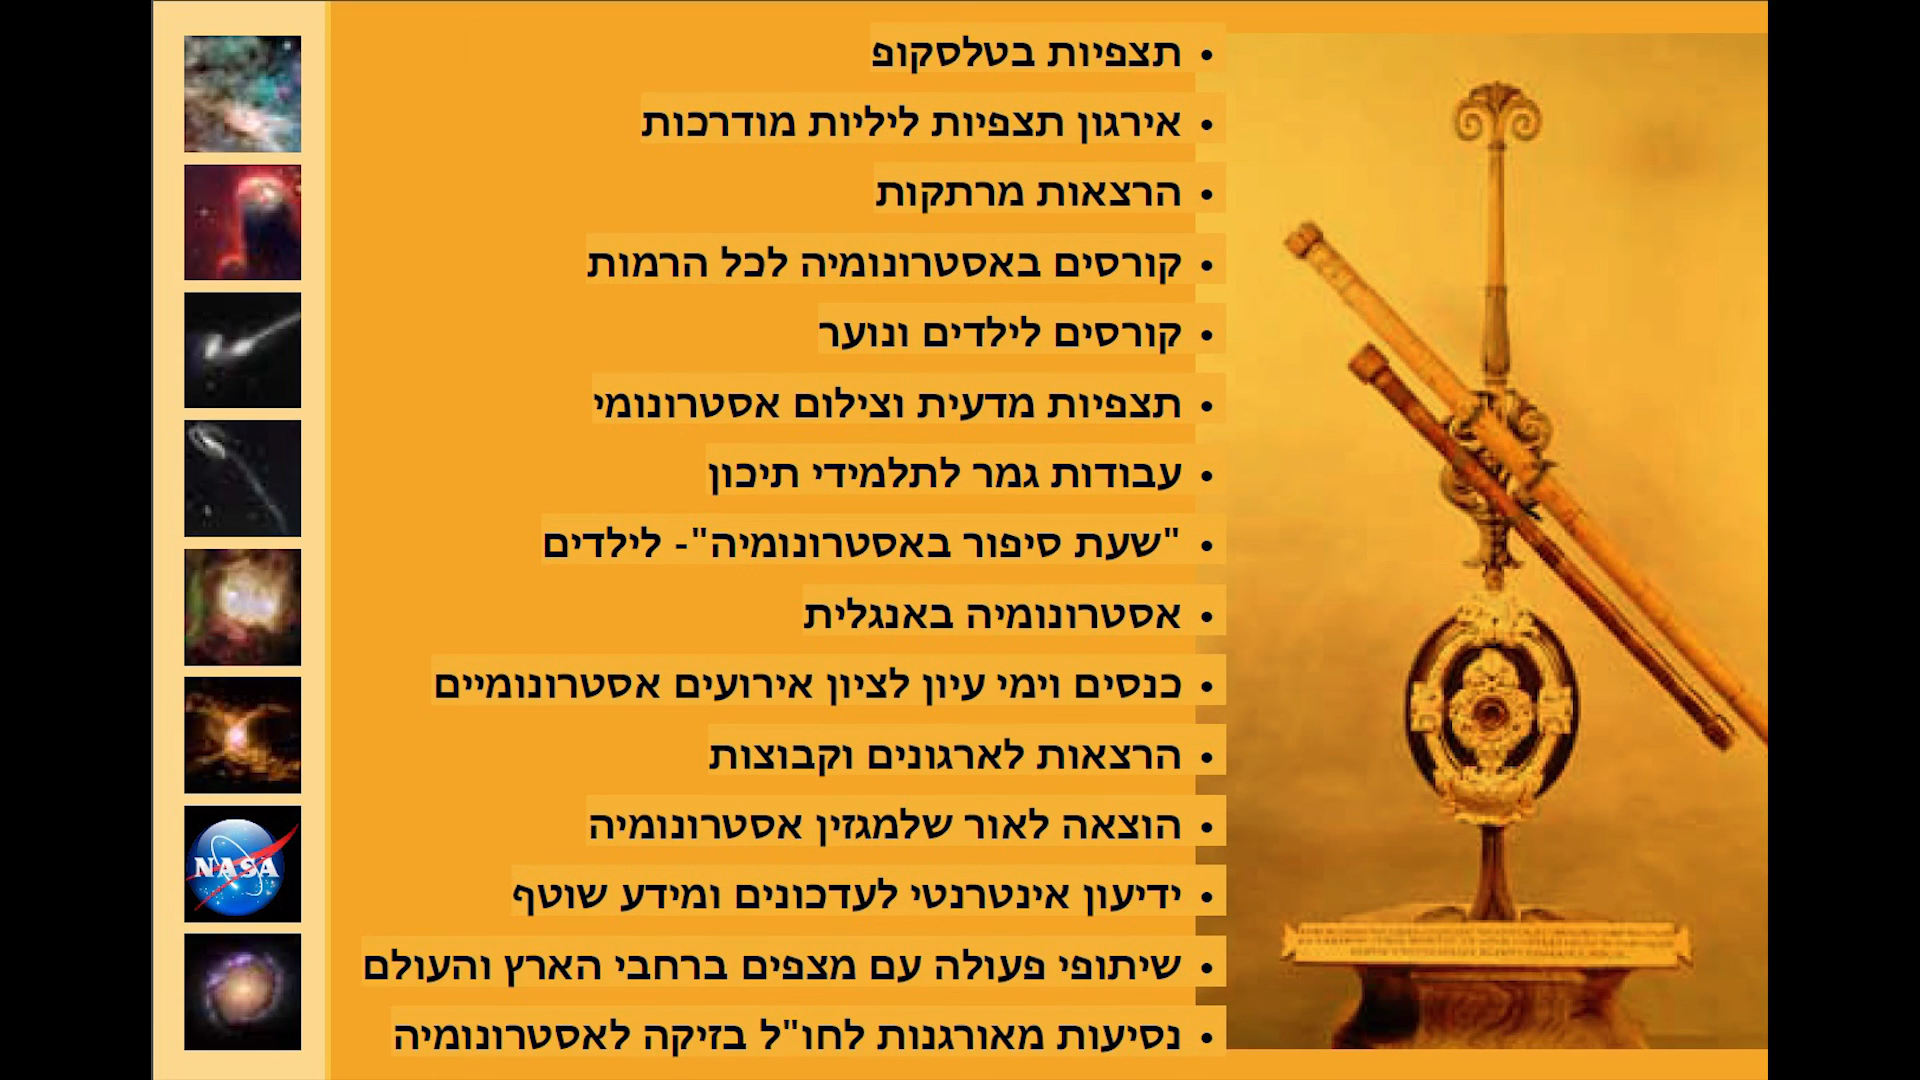 • תצפיות בטלסקופ
• אירגון תצפיות ליליות מודרכות
• הרצאות מרתקות
• קורסים באסטרונומיה לכל הרמות
• קורסים לילדים ונוער
• תצפיות מדעית וצילום אסטרונומי
• עבודות גמר לתלמידי תיכון
• "שעת סיפור באסטרונומיה"- לילדים
• אסטרונומיה באנגלית
• כנסים וימי עיון לציון אירועים אסטרונומיים
• הרצאות לארגונים וקבוצות
• הוצאה לאור שלמגזין אסטרונומיה
• ידיעון אינטרנטי לעדכונים ומידע שוטף
• שיתופי פעולה עם מצפים ברחבי הארץ והעולם
• נסיעות מאורגנות לחו"ל בזיקה לאסטרונומיה
NASA